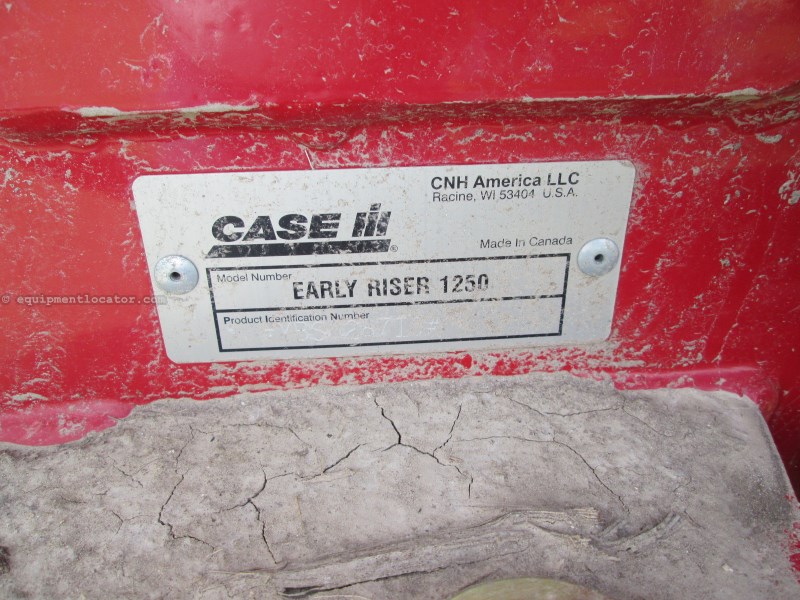 CNH America LLC
Racine, WI 53404 U.S.A.
CASE IH
®
Made In Canada
Model Number
EARLY RISER 1250
Product Identification Number
© equipmentlocator.com